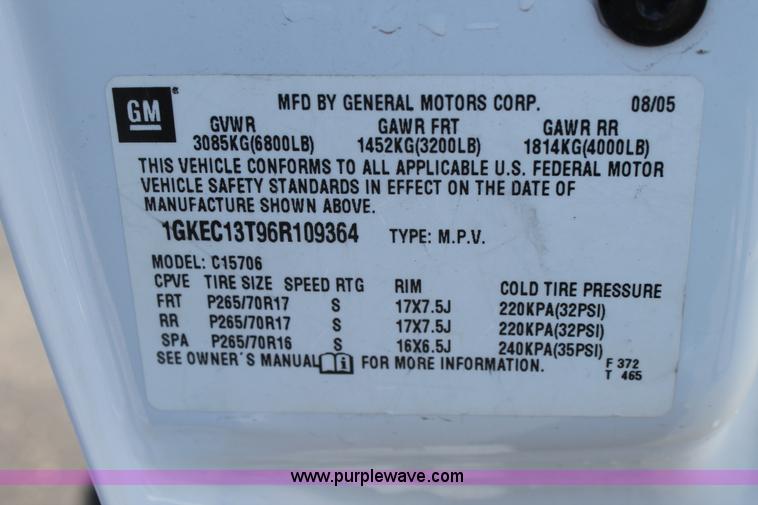 GM ® MFD BY GENERAL MOTORS CORP. 08/05
GVWR GAWR FRT GAWR RR
3085KG(6800LB) 1452KG(3200LB) 1814KG(4000LB)
THIS VEHICLE CONFORMS TO ALL APPLICABLE U.S. FEDERAL MOTOR
VEHICLE SAFETY STANDARDS IN EFFECT ON THE DATE OF
MANUFACTURE SHOWN ABOVE.
1GKEC13T96R109364 TYPE: M.P.V.
MODEL: C15706
CPVE TIRE SIZE SPEED RTG RIM COLD TIRE PRESSURE
FRT P265/70R17 S 17X7.5J 220KPA(32PSI)
RR P265/70R17 S 17X7.5J 220KPA(32PSI)
SPA P265/70R16 S 16X6.5J 240KPA(35PSI)
SEE OWNER'S MANUAL i FOR MORE INFORMATION. F 372
T 465
www.purplewave.com